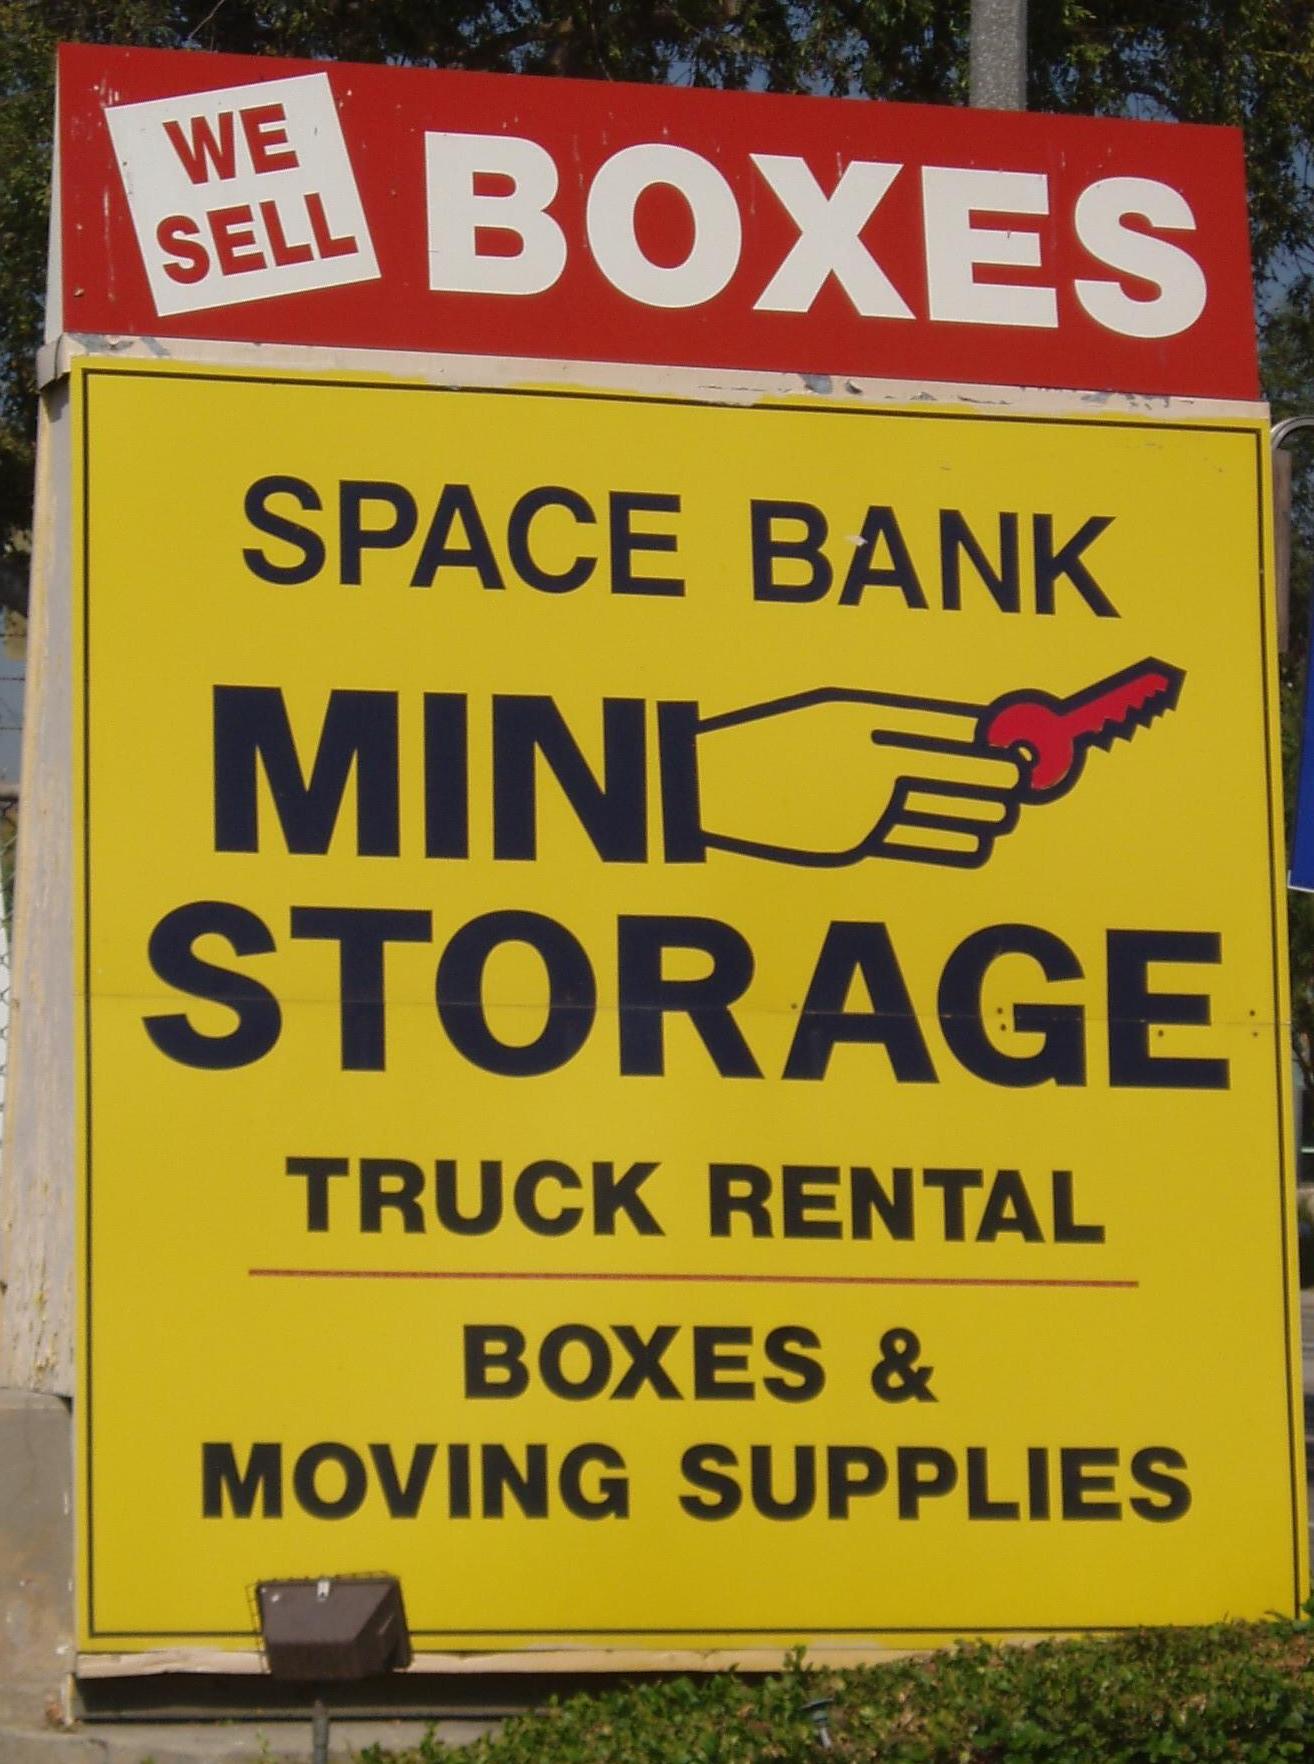 WE
SELL
BOXES
SPACE BANK
MINI
STORAGE
TRUCK RENTAL
BOXES &
MOVING SUPPLIES